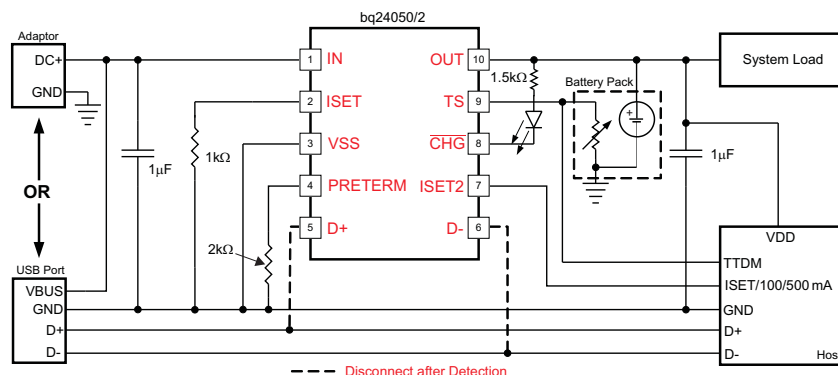 bq24050/2
Adaptor
DC+
GND
OR
USB Port
VBUS
GND
D+
D-
1µF
1kΩ
2kΩ
1 IN
2 ISET
3 VSS
4 PRETERM
5 D+
OUT 10
TS 9
CHG 8
ISET2 7
D- 6
1.5kΩ
Battery Pack
+
1µF
System Load
VDD
TTDM
ISET/100/500 mA
GND
D+
D-
Disconnect after Detection